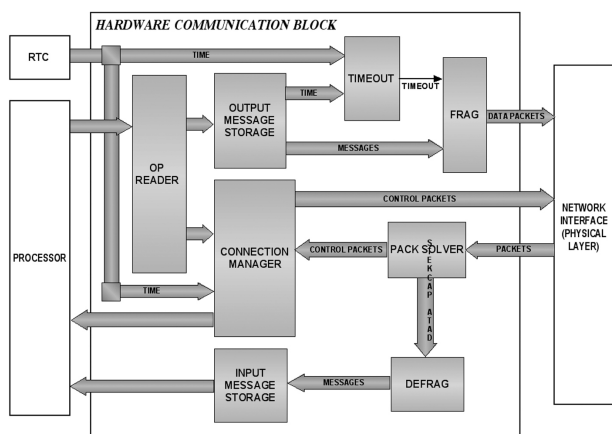 HARDWARE COMMUNICATION BLOCK
RTC
TIME
TIMEOUT
TIME
TIMEOUT
OUTPUT
MESSAGE
STORAGE
FRAG
DATA PACKETS
OP
READER
MESSAGES
CONTROL PACKETS
NETWORK
INTERFACE
(PHYSICAL
LAYER)
PROCESSOR
CONNECTION
MANAGER
CONTROL PACKETS
PACK SOLVER
PACKETS
TIME
DATA PACKETS
INPUT
MESSAGE
STORAGE
MESSAGES
DEFRAG